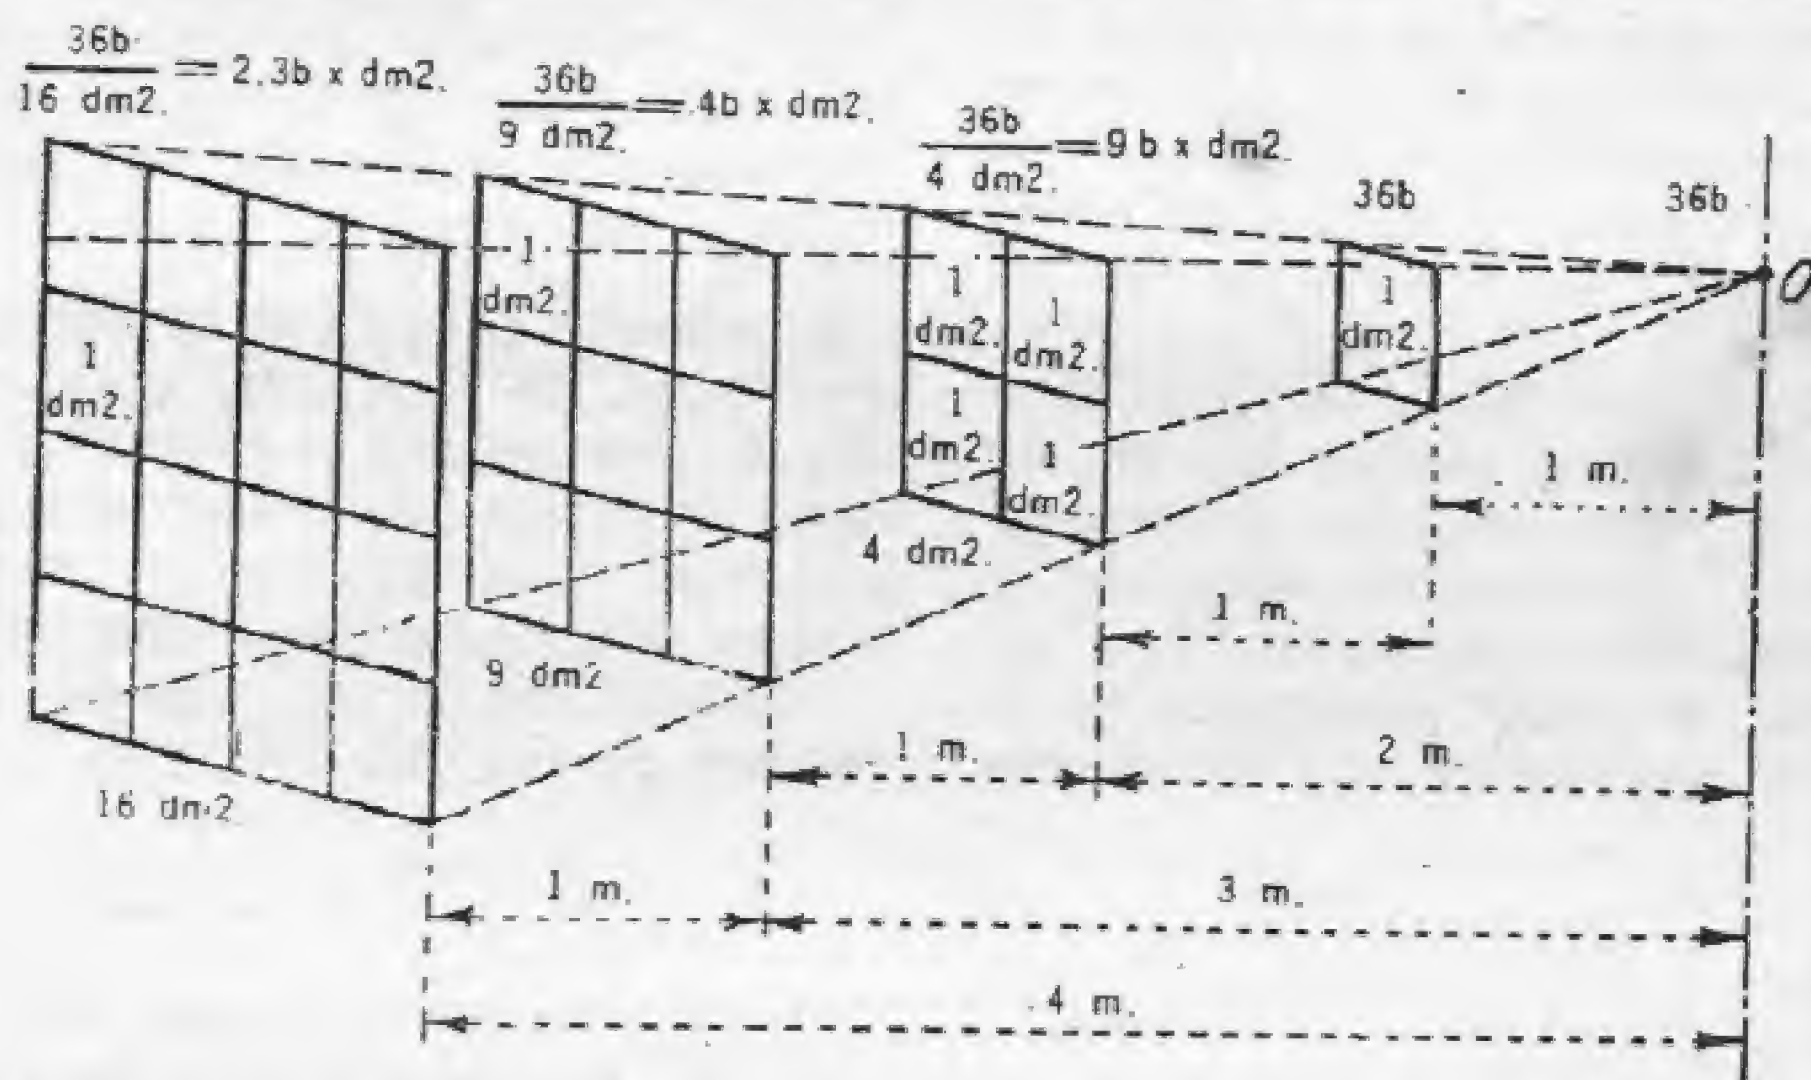 36b
16 dm2. = 2.3b x dm2.
36b
9 dm2. = 4b x dm2.
36b
4 dm2. = 9 b x dm2.
36b
36b
O
1
dm2.
1
dm2.
1
dm2.
1
dm2.
1
dm2.
1
dm2.
1
dm2.
16 dm2
9 dm2
4 dm2.
1 m.
1 m.
1 m.
2 m.
1 m.
3 m.
4 m.